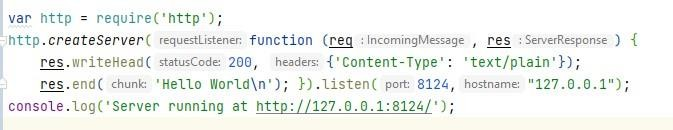 var http = require('http');
http.createServer( requestListener: function (req : IncomingMessage , res : ServerResponse ) {
    res.writeHead( statusCode: 200, headers: {'Content-Type': 'text/plain'});
    res.end( chunk: 'Hello World\n'); }).listen( port: 8124, hostname: "127.0.0.1");
console.log('Server running at http://127.0.0.1:8124/');